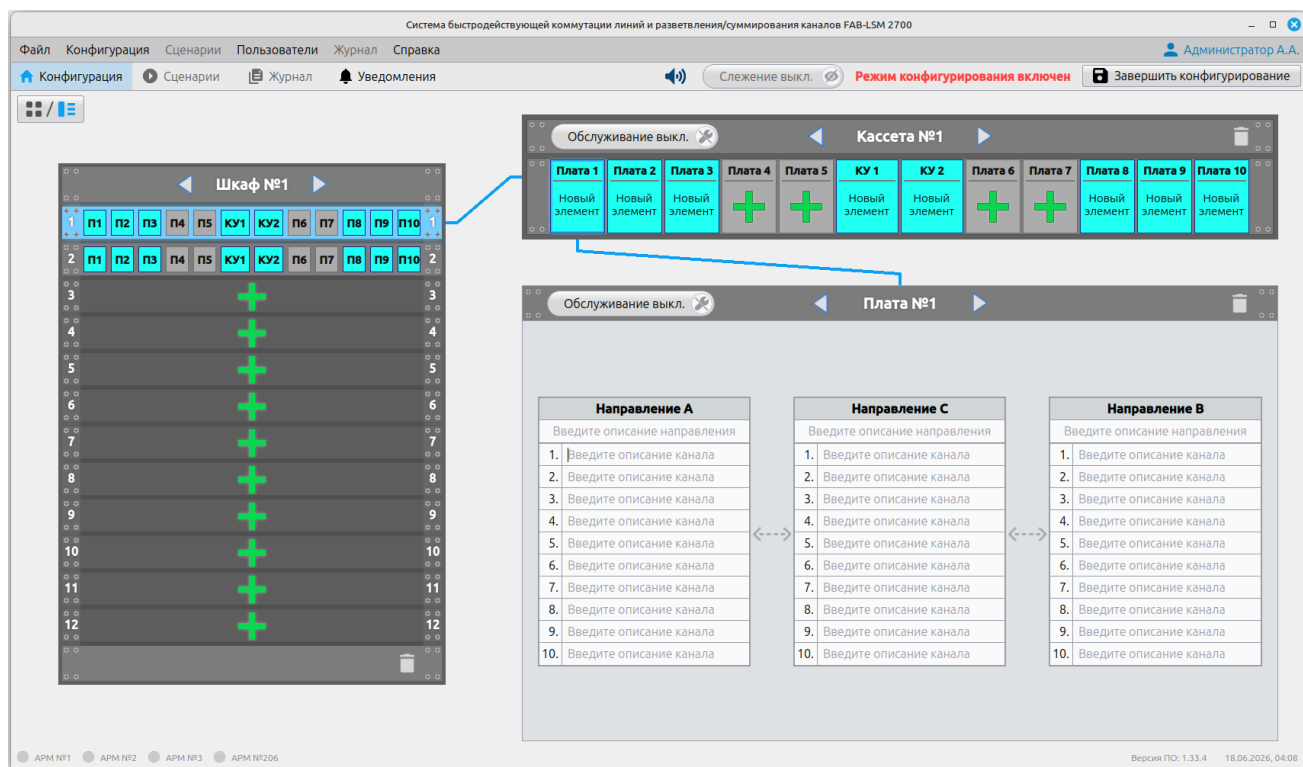 Система быстродействующей коммутации линий и разветвления/суммирования каналов FAB-LSM 2700
Файл Конфигурация Сценарии Пользователи Журнал Справка Администратор А.А.
Конфигурация Сценарии Журнал Уведомления Слежение выкл. Режим конфигурирования включен Завершить конфигурирование
Шкаф №1
1 П1 П2 П3 П4 П5 КУ1 КУ2 П6 П7 П8 П9 П10 1
2 П1 П2 П3 П4 П5 КУ1 КУ2 П6 П7 П8 П9 П10 2
3 3
4 4
5 5
6 6
7 7
8 8
9 9
10 10
11 11
12 12
Обслуживание выкл. Кассета №1
Плата 1 Плата 2 Плата 3 Плата 4 Плата 5 КУ 1 КУ 2 Плата 6 Плата 7 Плата 8 Плата 9 Плата 10
Новый Новый Новый Новый Новый Новый Новый Новый
элемент элемент элемент элемент элемент элемент элемент элемент
Обслуживание выкл. Плата №1
Направление А
Введите описание направления
1. Введите описание канала
2. Введите описание канала
3. Введите описание канала
4. Введите описание канала
5. Введите описание канала
6. Введите описание канала
7. Введите описание канала
8. Введите описание канала
9. Введите описание канала
10. Введите описание канала
Направление С
Введите описание направления
1. Введите описание канала
2. Введите описание канала
3. Введите описание канала
4. Введите описание канала
5. Введите описание канала
6. Введите описание канала
7. Введите описание канала
8. Введите описание канала
9. Введите описание канала
10. Введите описание канала
Направление В
Введите описание направления
1. Введите описание канала
2. Введите описание канала
3. Введите описание канала
4. Введите описание канала
5. Введите описание канала
6. Введите описание канала
7. Введите описание канала
8. Введите описание канала
9. Введите описание канала
10. Введите описание канала
АРМ №1 АРМ №2 АРМ №3 АРМ №206 Версия ПО: 1.33.4 18.06.2026, 04:08